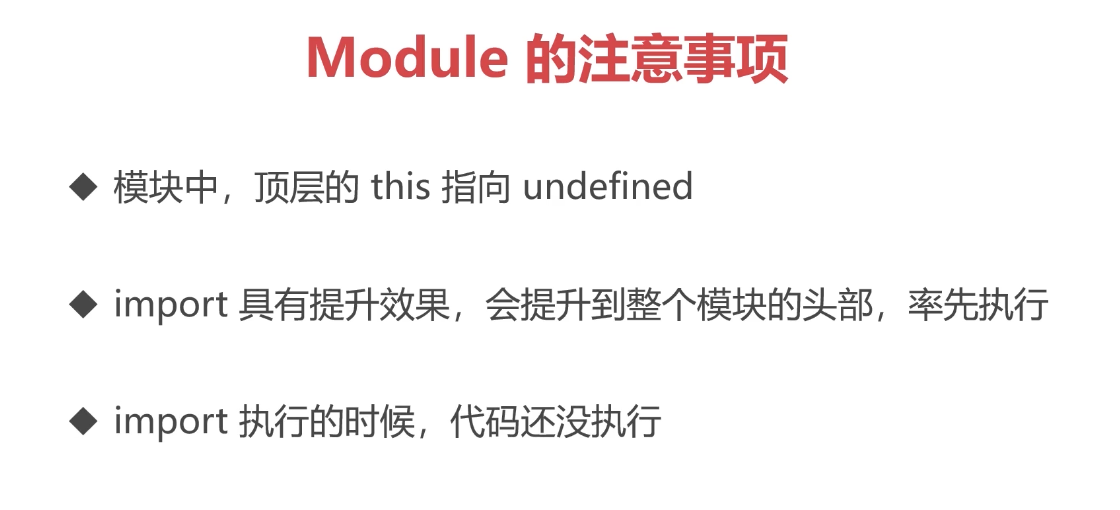 Module 的注意事项
◆ 模块中，顶层的 this 指向 undefined
◆ import 具有提升效果，会提升到整个模块的头部，率先执行
◆ import 执行的时候，代码还没执行